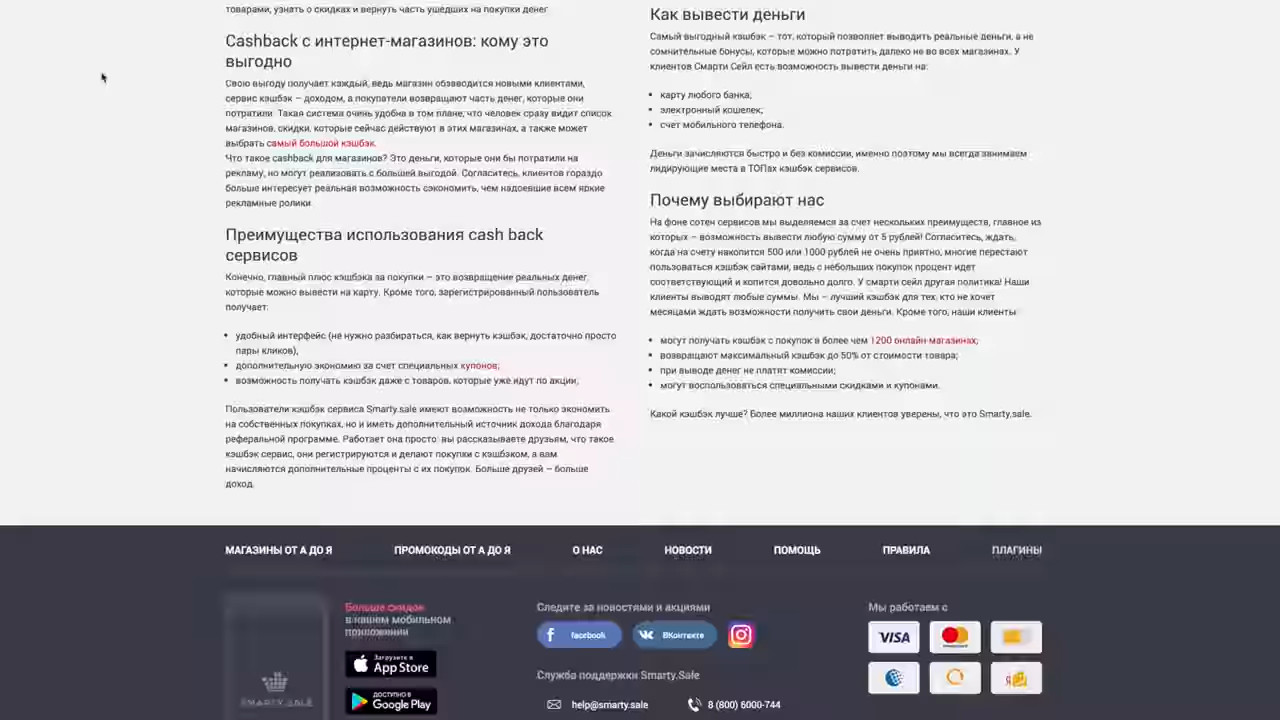 товарами, узнать о скидках и вернуть часть ушедших на покупки денег.
Cashback с интернет-магазинов: кому это
выгодно
Свою выгоду получает каждый, ведь магазин обзаводится новыми клиентами,
сервис кэшбэк – доходом, а покупатели возвращают часть денег, которые они
потратили. Такая система очень удобна в том плане, что человек сразу видит список
магазинов, скидки, которые сейчас действуют в этих магазинах, а также может
выбрать самый большой кэшбэк.
Что такое cashback для магазинов? Это деньги, которые они бы потратили на
рекламу, но могут реализовать с большей выгодой. Согласитесь, клиентов гораздо
больше интересует реальная возможность сэкономить, чем надоевшие всем яркие
рекламные ролики.
Преимущества использования cash back
сервисов
Конечно, главный плюс кэшбэка за покупки – это возвращение реальных денег,
которые можно вывести на карту. Кроме того, зарегистрированный пользователь
получает:
• удобный интерфейс (не нужно разбираться, как вернуть кэшбэк, достаточно просто
пары кликов),
• дополнительную экономию за счет специальных купонов;
• возможность получать кэшбэк даже с товаров, которые уже идут по акции;
Пользователи кэшбэк сервиса Smarty.sale имеют возможность не только экономить
на собственных покупках, но и иметь дополнительный источник дохода благодаря
реферальной программе. Работает она просто: вы рассказываете друзьям, что такое
кэшбэк сервис, они регистрируются и делают покупки с кэшбэком, а вам
начисляются дополнительные проценты с их покупок. Больше друзей – больше
доход.
Как вывести деньги
Самый выгодный кэшбэк – тот, который позволяет выводить реальные деньги, а не
сомнительные бонусы, которые можно потратить далеко не во всех магазинах. У
клиентов Смарти Сейл есть возможность вывести деньги на:
• карту любого банка;
• электронный кошелек;
• счет мобильного телефона.
Деньги зачисляются быстро и без комиссии, именно поэтому мы всегда занимаем
лидирующие места в ТОПах кэшбэк сервисов.
Почему выбирают нас
На фоне сотен сервисов мы выделяемся за счет нескольких преимуществ, главное из
которых – возможность вывести любую сумму от 5 рублей! Согласитесь, ждать,
когда на счету накопится 500 или 1000 рублей не очень приятно, многие перестают
пользоваться кэшбэк сайтами, ведь с небольших покупок процент идет
соответствующий и копится довольно долго. У смарти сейл другая политика! Наши
клиенты выводят любые суммы. Мы – лучший кэшбэк для тех, кто не хочет
месяцами ждать возможности получить свои деньги. Кроме того, наши клиенты:
• могут получать кэшбэк с покупок в более чем 1200 онлайн-магазинах;
• возвращают максимальный кэшбэк до 50% от стоимости товара;
• при выводе денег не платят комиссии;
• могут воспользоваться специальными скидками и купонами.
Какой кэшбэк лучше? Более миллиона наших клиентов уверены, что это Smarty.sale.
МАГАЗИНЫ ОТ А ДО Я ПРОМОКОДЫ ОТ А ДО Я О НАС НОВОСТИ ПОМОЩЬ ПРАВИЛА ПЛАГИНЫ
Больше скидок
в нашем мобильном
приложении
Загрузите в
App Store
ДОСТУПНО В
Google Play
SMARTY.SALE
Следите за новостями и акциями
facebook ВКонтакте
Служба поддержки Smarty.Sale
help@smarty.sale 8 (800) 6000-744
Мы работаем с
VISA